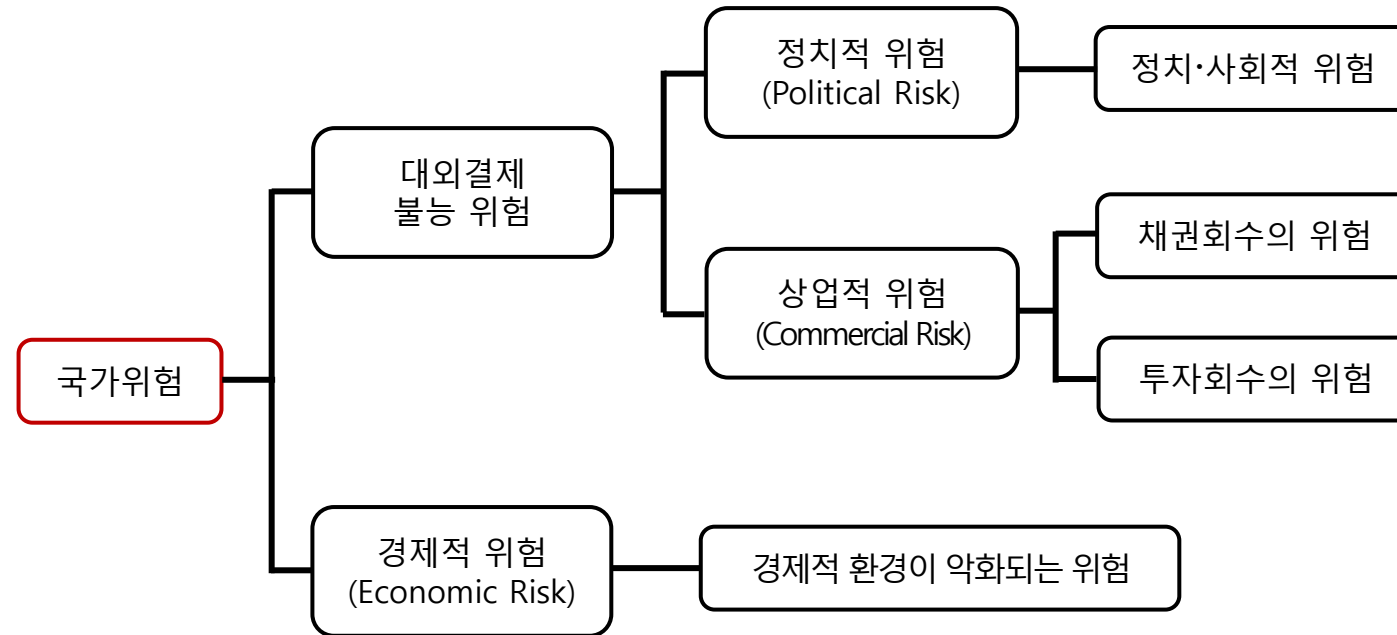 정치적 위험
(Political Risk)
정치·사회적 위험
대외결제
불능 위험
채권회수의 위험
상업적 위험
(Commercial Risk)
투자회수의 위험
국가위험
경제적 위험
(Economic Risk)
경제적 환경이 악화되는 위험